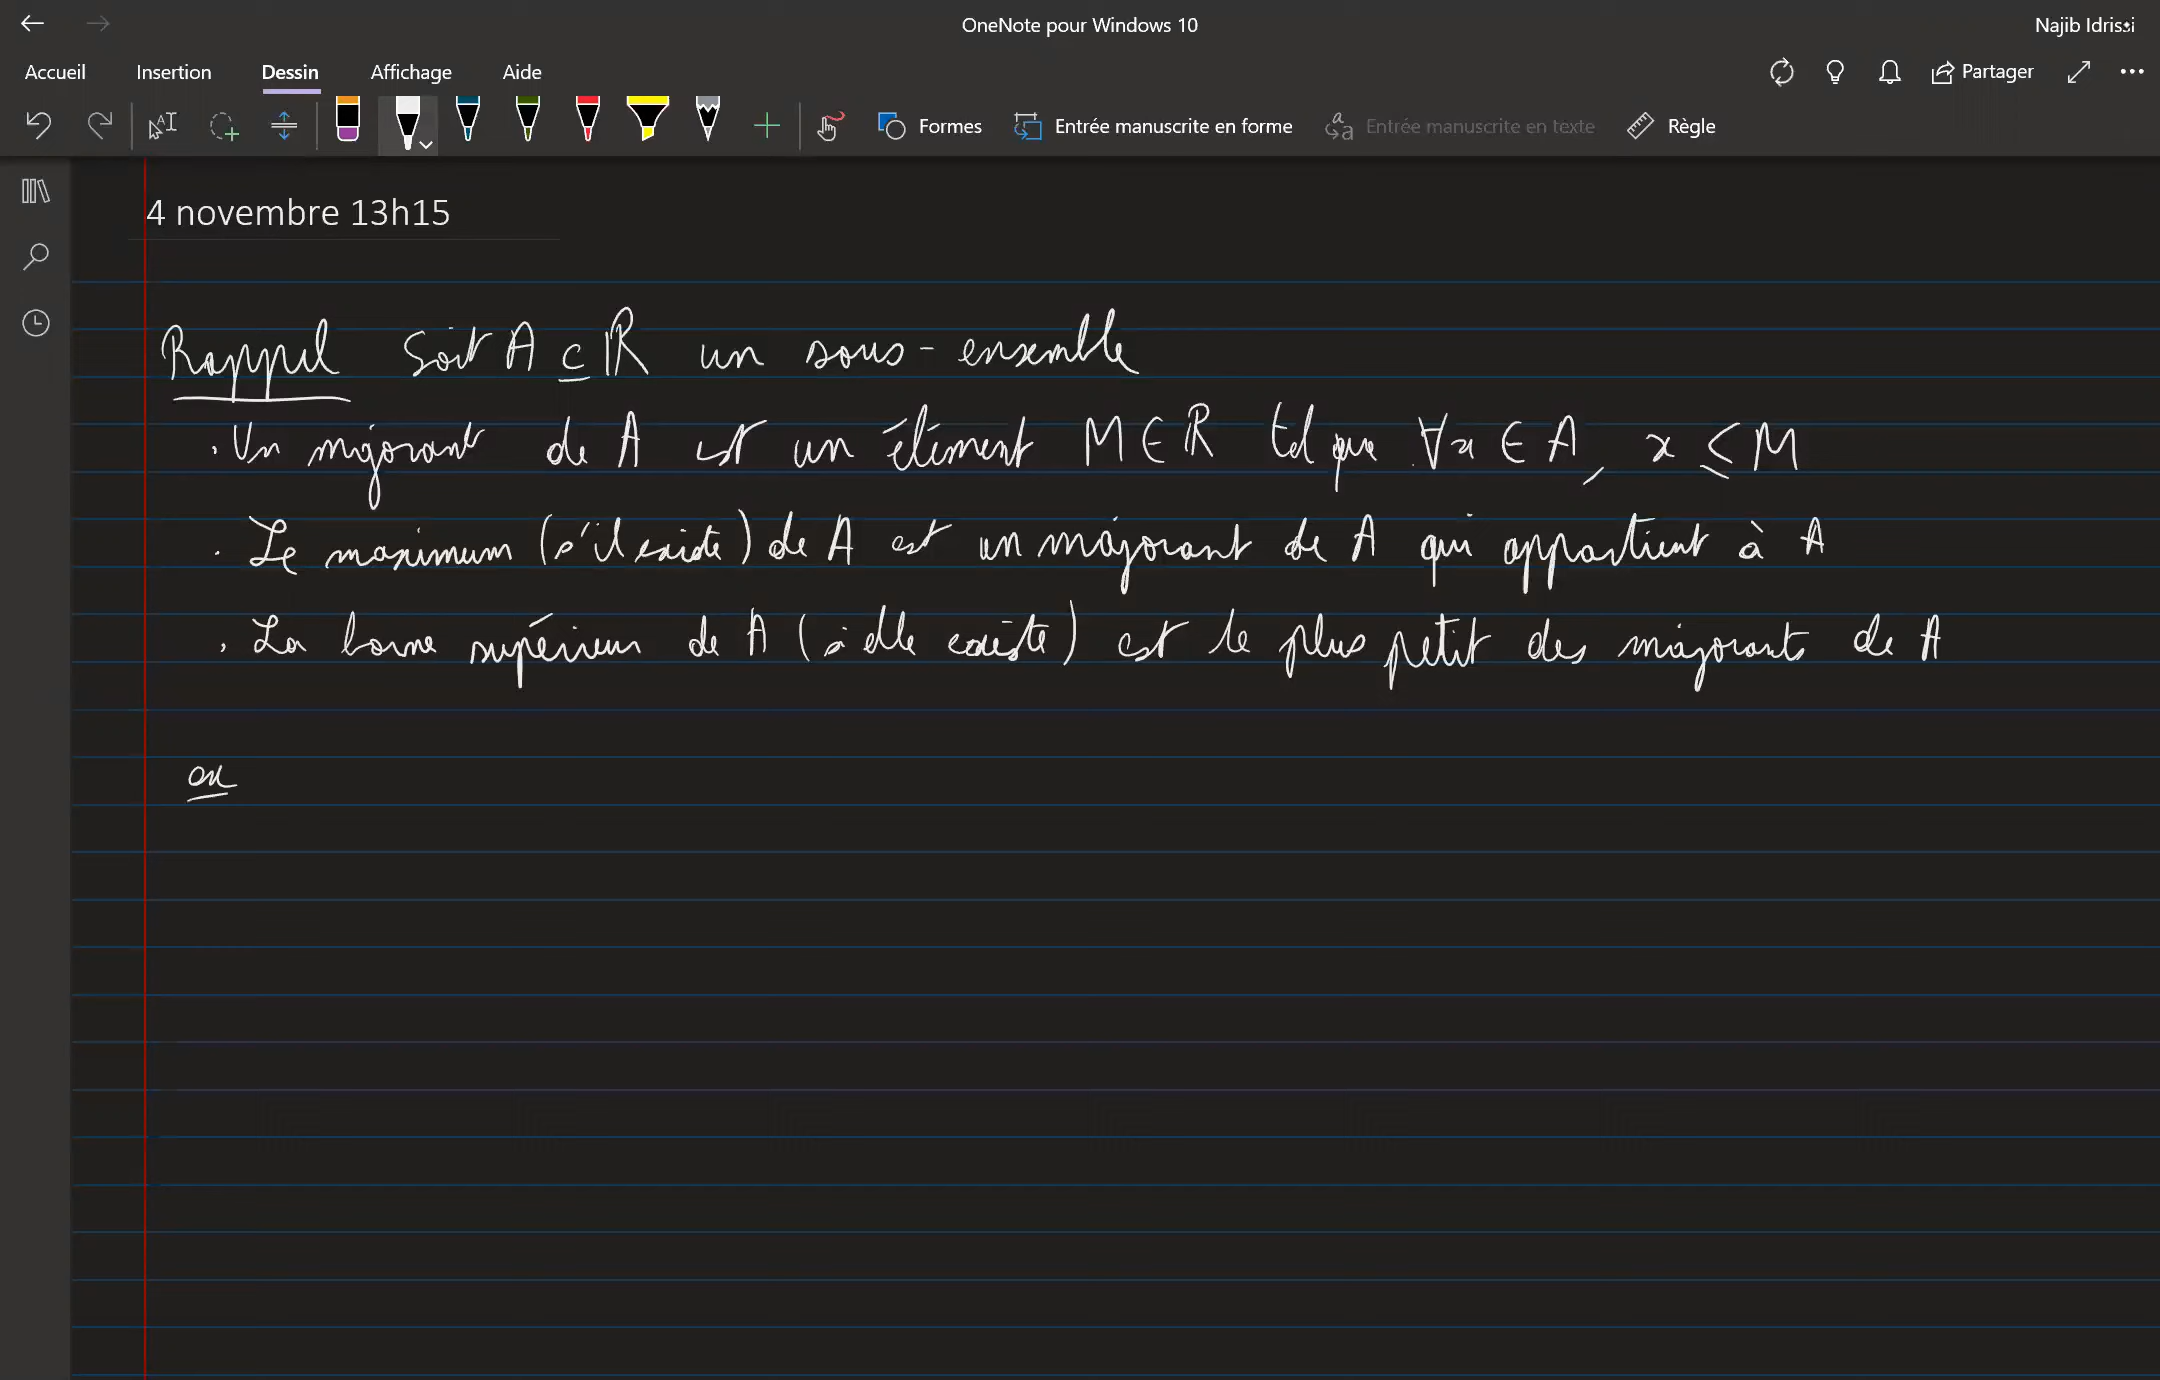 OneNote pour Windows 10
Najib Idrissi
Accueil Insertion Dessin Affichage Aide
Partager
Formes Entrée manuscrite en forme Entrée manuscrite en texte Règle
4 novembre 13h15
Rappel Soit A ⊆ ℝ un sous-ensemble
· Un majorant de A est un élément M ∈ ℝ tel que ∀x ∈ A, x ≤ M
· Le maximum (s'il existe) de A est un majorant de A qui appartient à A
· La borne supérieure de A (si elle existe) est le plus petit des majorants de A
ex